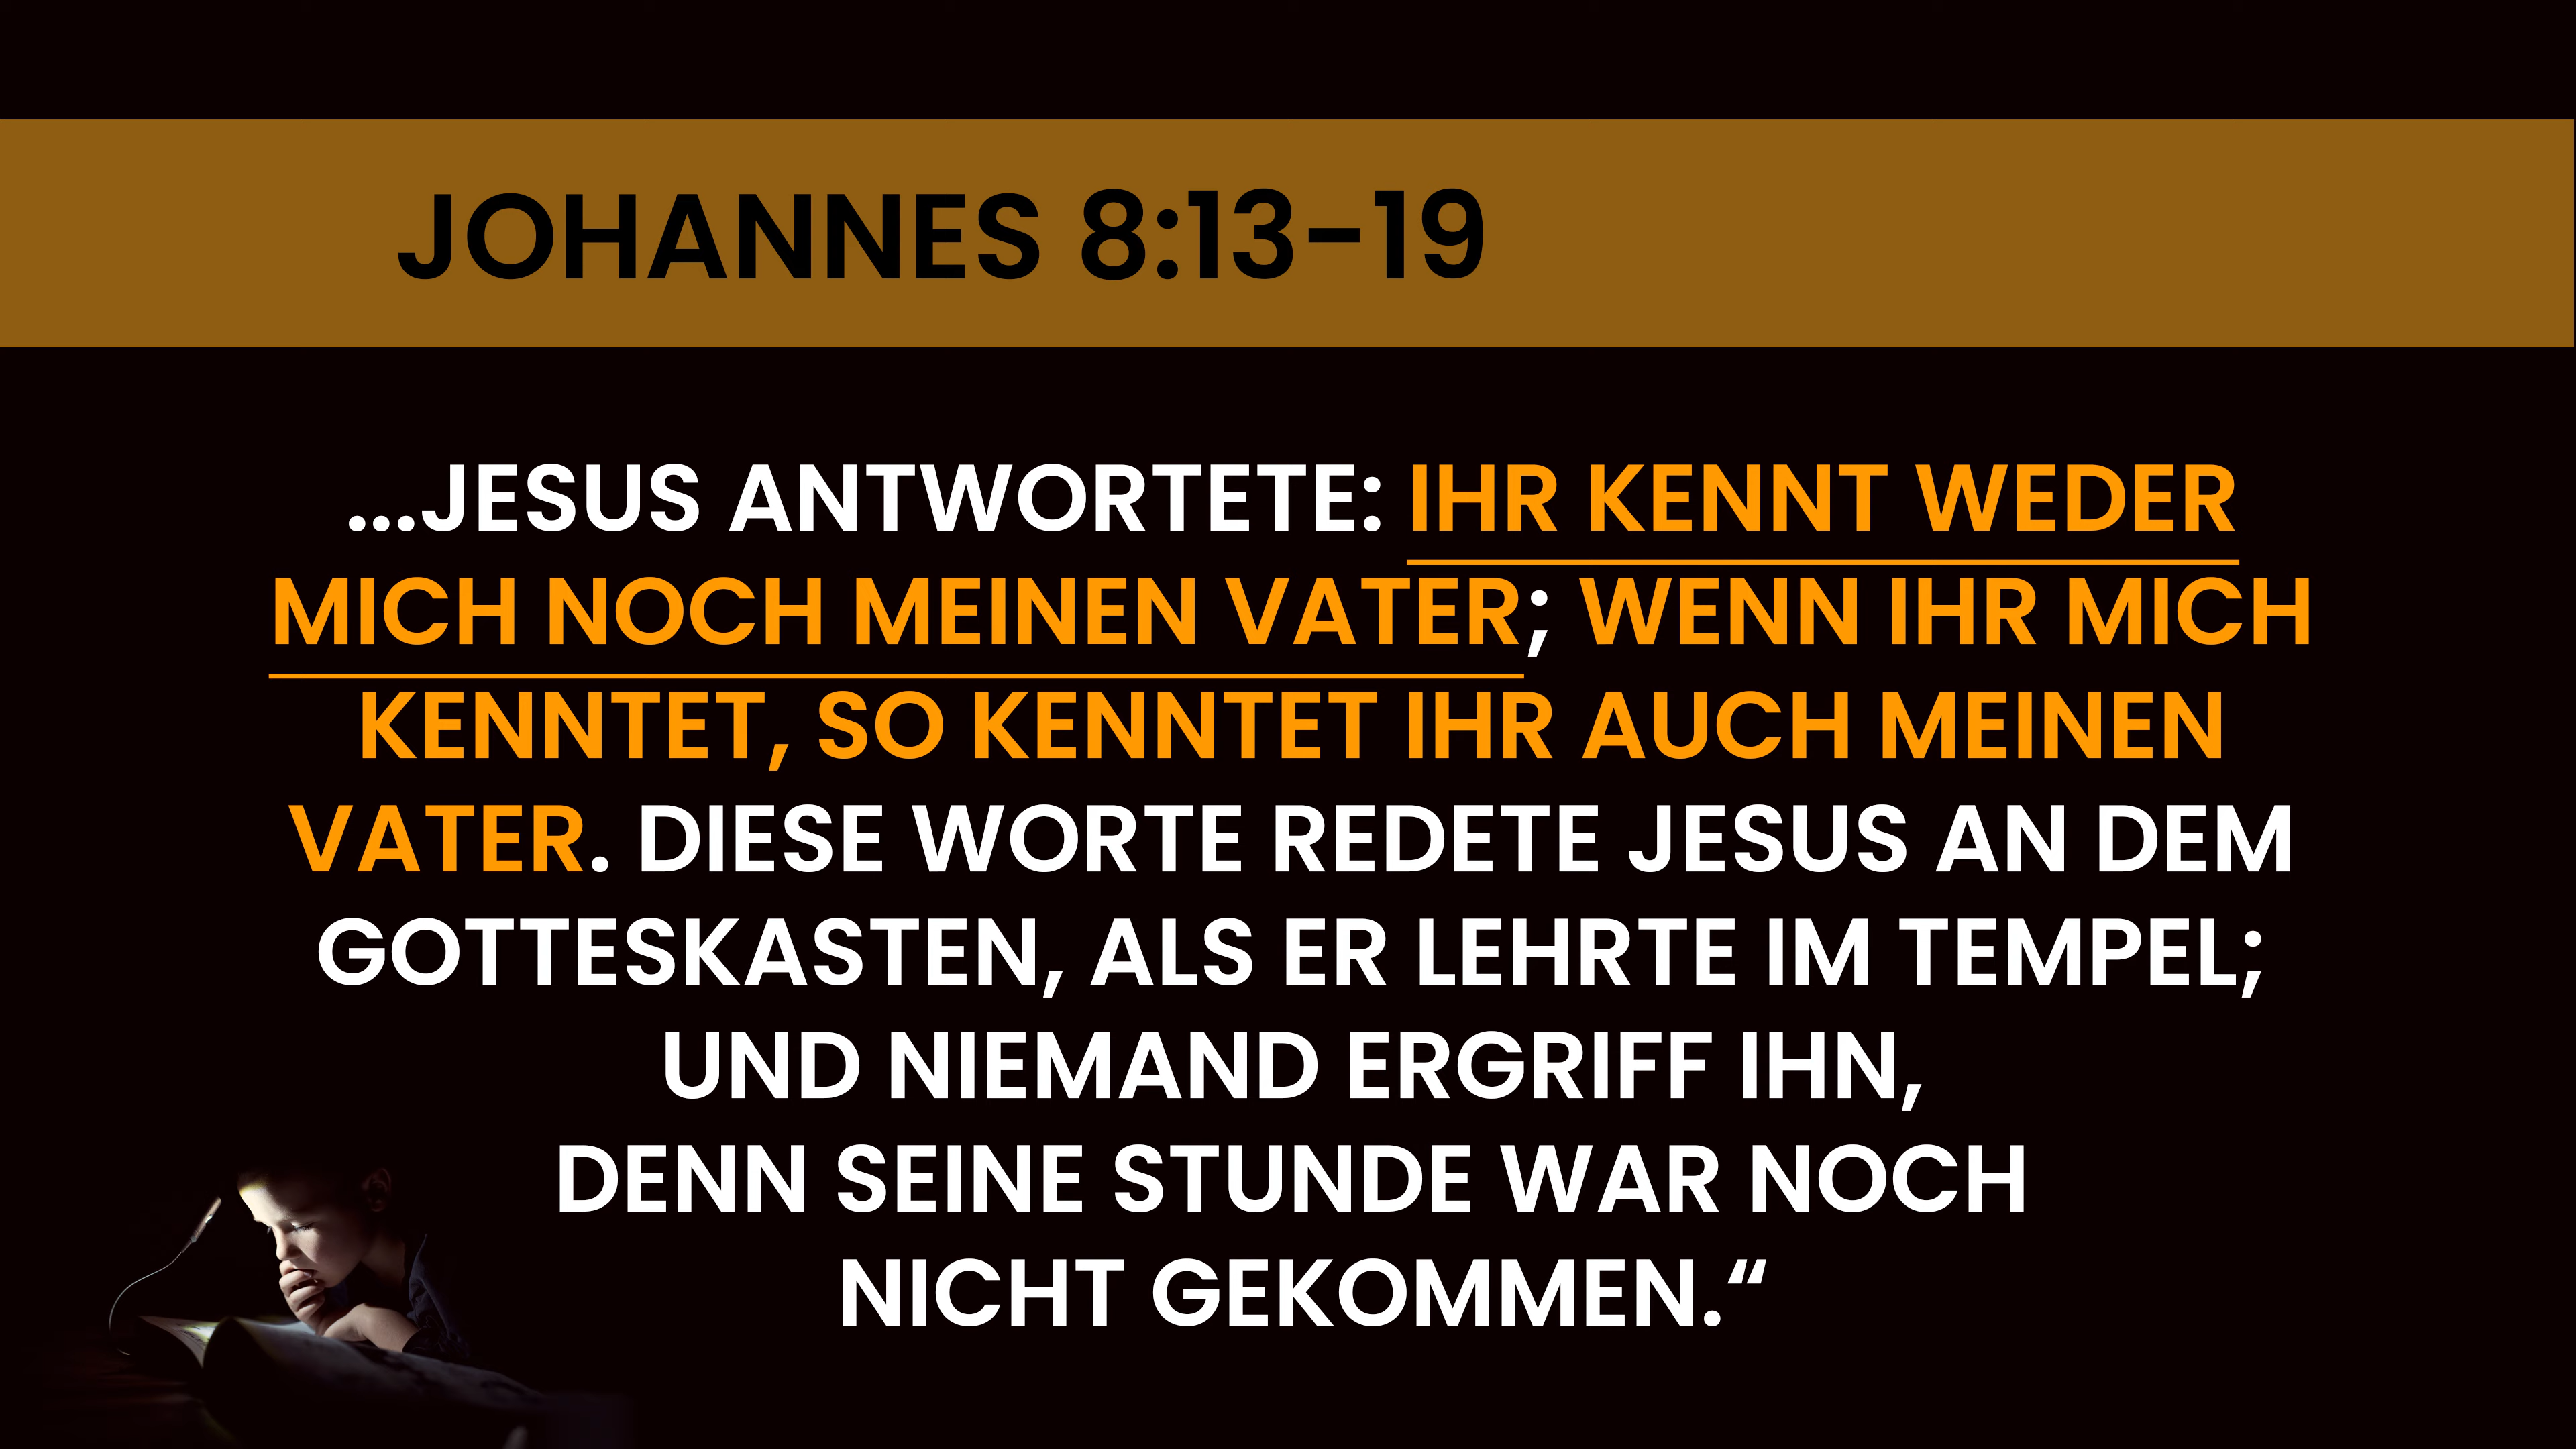 JOHANNES 8:13-19
...JESUS ANTWORTETE: IHR KENNT WEDER
MICH NOCH MEINEN VATER; WENN IHR MICH
KENNTET, SO KENNTET IHR AUCH MEINEN
VATER. DIESE WORTE REDETE JESUS AN DEM
GOTTESKASTEN, ALS ER LEHRTE IM TEMPEL;
UND NIEMAND ERGRIFF IHN,
DENN SEINE STUNDE WAR NOCH
NICHT GEKOMMEN.“